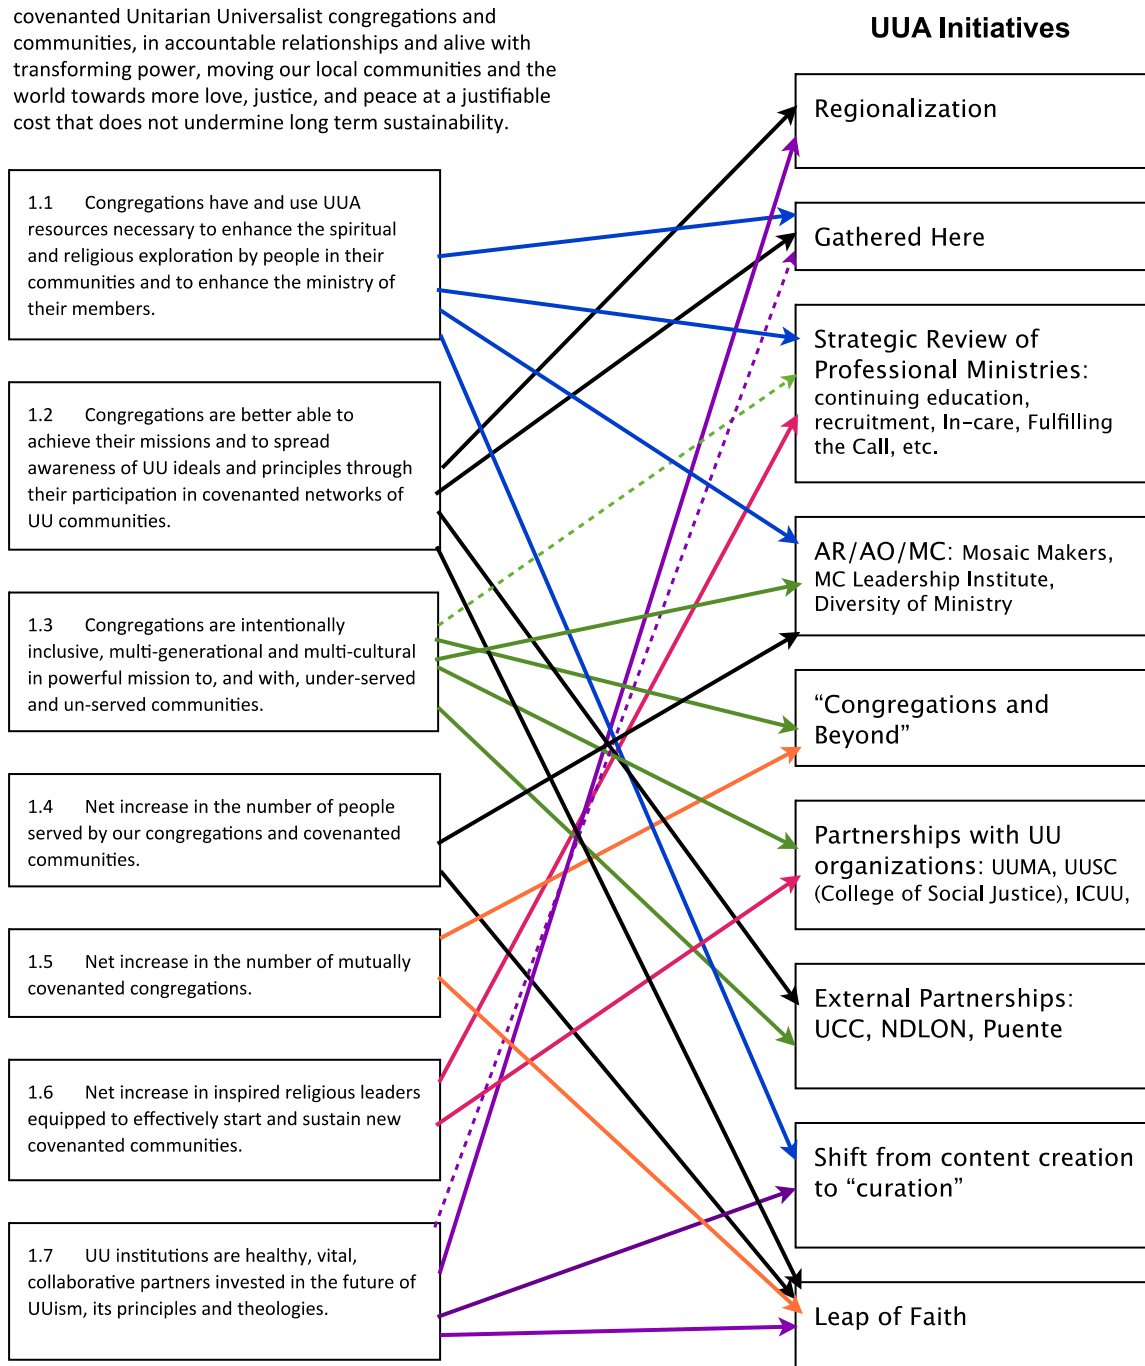 covenanted Unitarian Universalist congregations and
communities, in accountable relationships and alive with
transforming power, moving our local communities and the
world towards more love, justice, and peace at a justifiable
cost that does not undermine long term sustainability.
1.1 Congregations have and use UUA
resources necessary to enhance the spiritual
and religious exploration by people in their
communities and to enhance the ministry of
their members.
1.2 Congregations are better able to
achieve their missions and to spread
awareness of UU ideals and principles through
their participation in covenanted networks of
UU communities.
1.3 Congregations are intentionally
inclusive, multi-generational and multi-cultural
in powerful mission to, and with, under-served
and un-served communities.
1.4 Net increase in the number of people
served by our congregations and covenanted
communities.
1.5 Net increase in the number of mutually
covenanted congregations.
1.6 Net increase in inspired religious leaders
equipped to effectively start and sustain new
covenanted communities.
1.7 UU institutions are healthy, vital,
collaborative partners invested in the future of
UUism, its principles and theologies.
UUA Initiatives
Regionalization
Gathered Here
Strategic Review of
Professional Ministries:
continuing education,
recruitment, In-care, Fulfilling
the Call, etc.
AR/AO/MC: Mosaic Makers,
MC Leadership Institute,
Diversity of Ministry
“Congregations and
Beyond”
Partnerships with UU
organizations: UUMA, UUSC
(College of Social Justice), ICUU,
External Partnerships:
UCC, NDLON, Puente
Shift from content creation
to “curation”
Leap of Faith